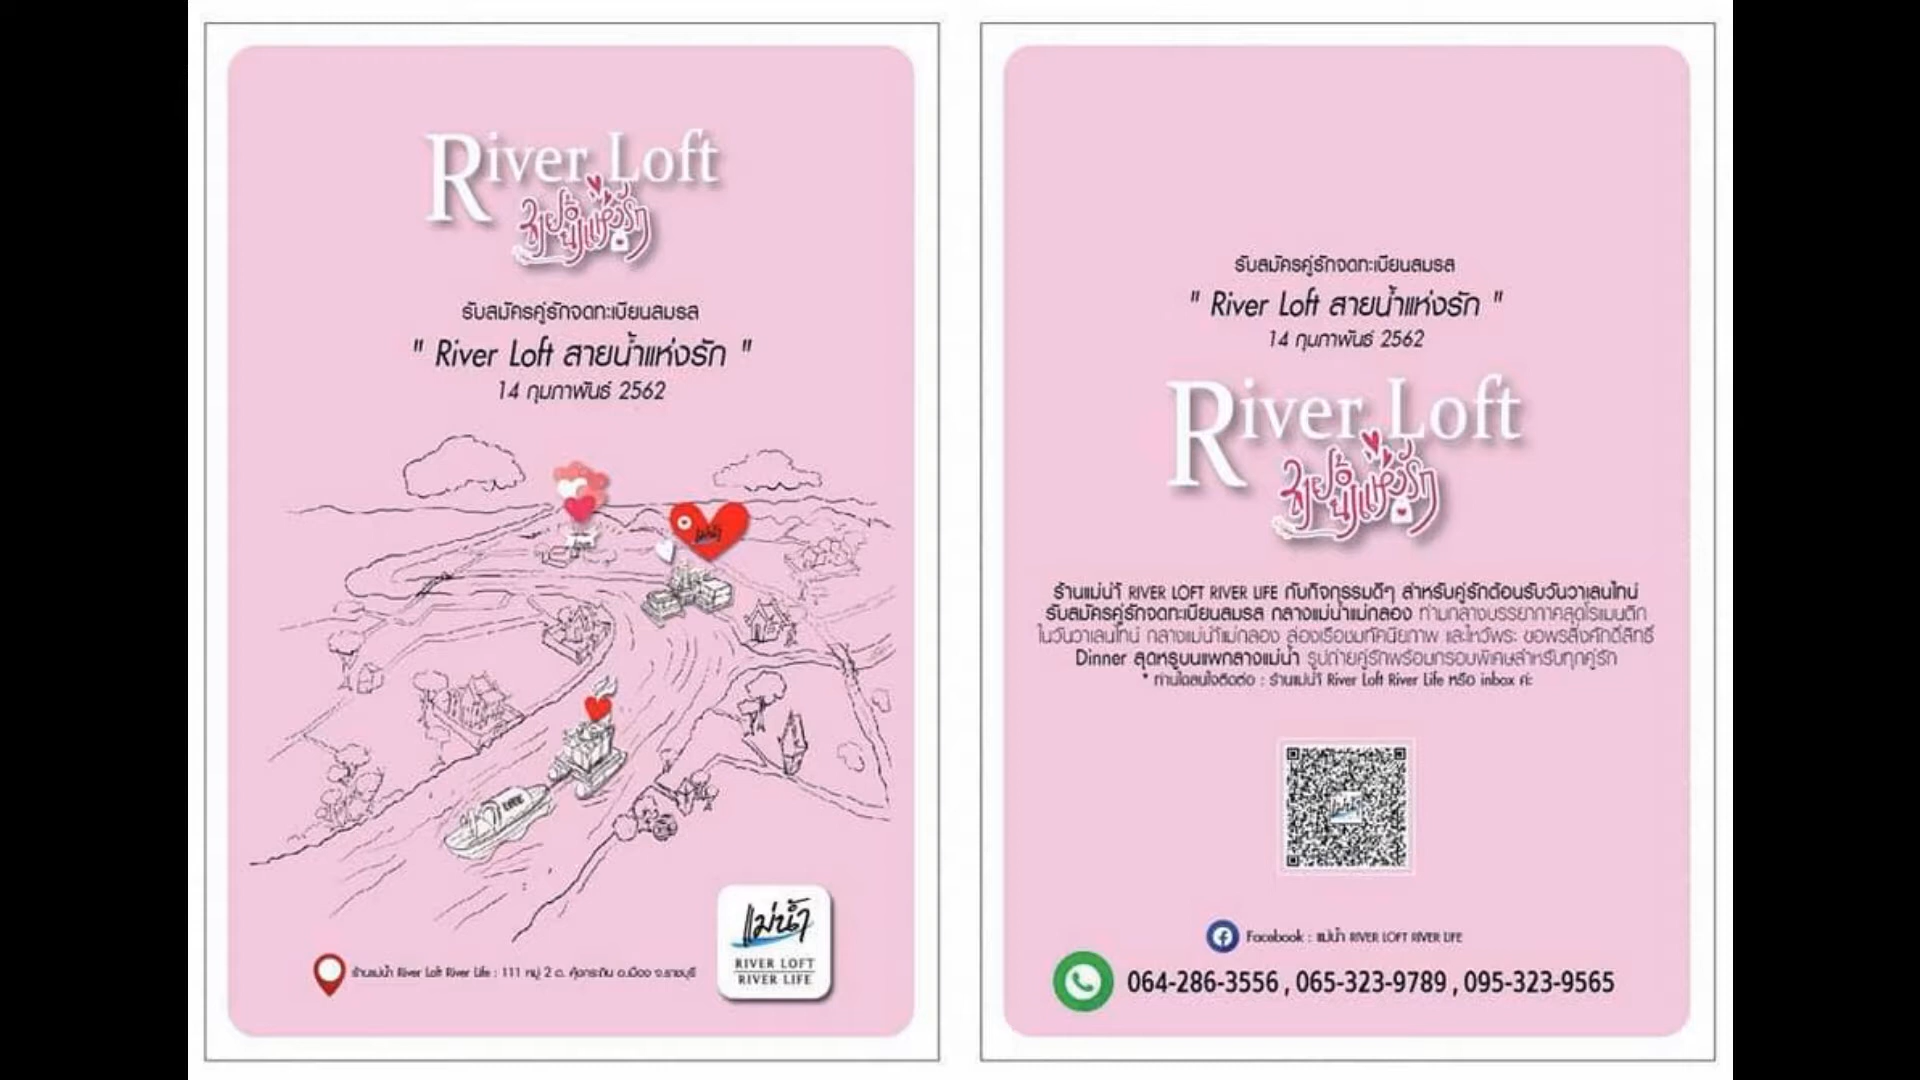 River Loft
สายน้ำแห่งรัก
รับสมัครคู่รักจดทะเบียนสมรส
" River Loft สายน้ำแห่งรัก "
14 กุมภาพันธ์ 2562
แม่น้ำ
LIFE
ร้านแม่น้ำ River Loft River Life : 111 หมู่ 2 ต. คุ้งกระถิน อ.เมือง จ.ราชบุรี
แม่น้ำ
RIVER LOFT
RIVER LIFE
รับสมัครคู่รักจดทะเบียนสมรส
" River Loft สายน้ำแห่งรัก "
14 กุมภาพันธ์ 2562
River Loft
สายน้ำแห่งรัก
ร้านแม่น้ำ RIVER LOFT RIVER LIFE กับกิจกรรมดีๆ สำหรับคู่รักต้อนรับวันวาเลนไทน์
รับสมัครคู่รักจดทะเบียนสมรส กลางแม่น้ำแม่กลอง ท่ามกลางบรรยากาศสุดโรแมนติก
ในวันวาเลนไทน์ กลางแม่น้ำแม่กลอง ล่องเรือชมทัศนียภาพ และไหว้พระ ขอพรสิ่งศักดิ์สิทธิ์
Dinner สุดหรูบนแพกลางแม่น้ำ รูปถ่ายคู่รักพร้อมกรอบพิเศษสำหรับทุกคู่รัก
* ท่านใดสนใจติดต่อ : ร้านแม่น้ำ River Loft River Life หรือ inbox ค่ะ
แม่น้ำ
Facebook : แม่น้ำ RIVER LOFT RIVER LIFE
064-286-3556 , 065-323-9789 , 095-323-9565